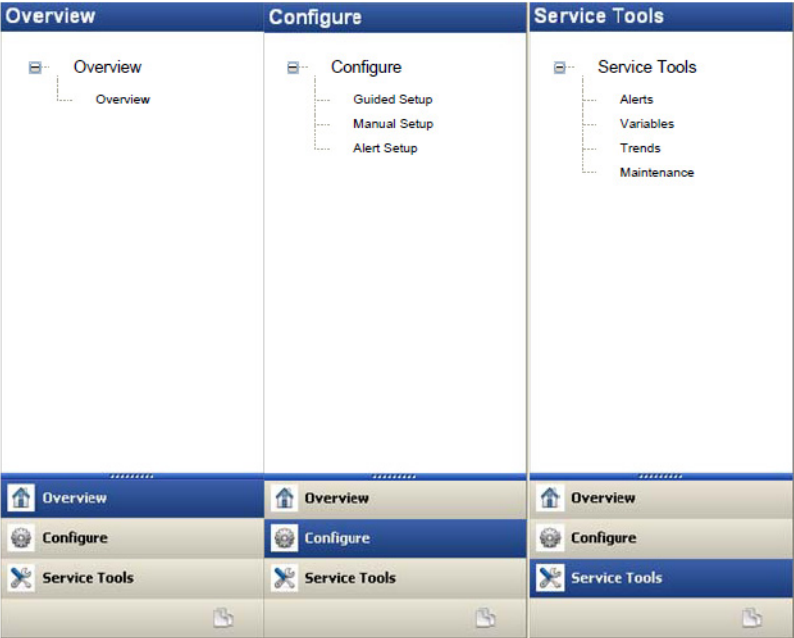 Overview
Overview
Overview
Overview
Configure
Service Tools
Configure
Configure
Guided Setup
Manual Setup
Alert Setup
Overview
Configure
Service Tools
Service Tools
Service Tools
Alerts
Variables
Trends
Maintenance
Overview
Configure
Service Tools